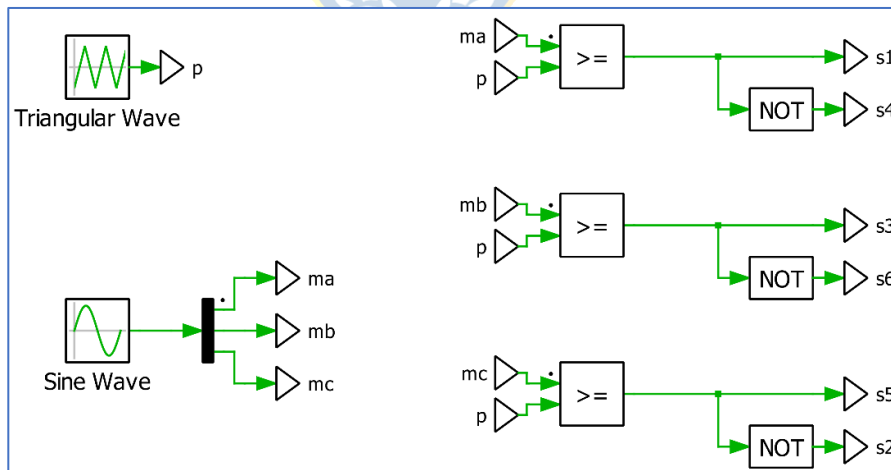 p
Triangular Wave
ma
mb
mc
Sine Wave
ma
p
>=
s1
NOT
s4
mb
p
>=
s3
NOT
s6
mc
p
>=
s5
NOT
s2